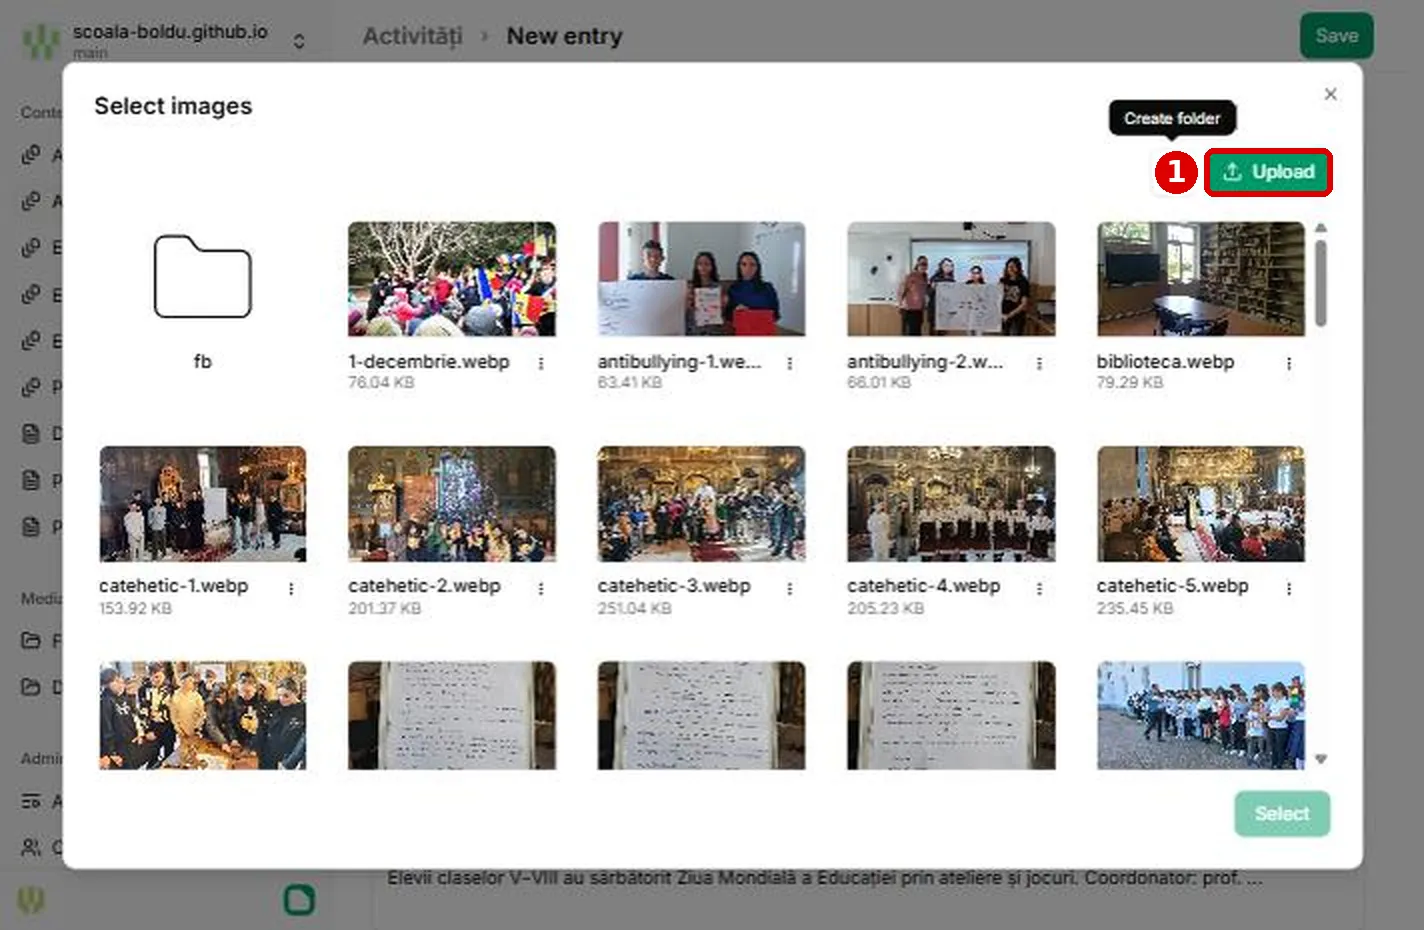 scoala-boldu.github.io
main
Activități › New entry
Save
Select images
Create folder
1
Upload
fb
1-decembrie.webp
76.04 KB
antibullying-1.we...
63.41 KB
antibullying-2.w...
66.01 KB
biblioteca.webp
79.29 KB
catehetic-1.webp
153.92 KB
catehetic-2.webp
201.37 KB
catehetic-3.webp
251.04 KB
catehetic-4.webp
205.23 KB
catehetic-5.webp
235.45 KB
Select
Elevii claselor V–VIII au sărbătorit Ziua Mondială a Educației prin ateliere și jocuri. Coordonator: prof. ...